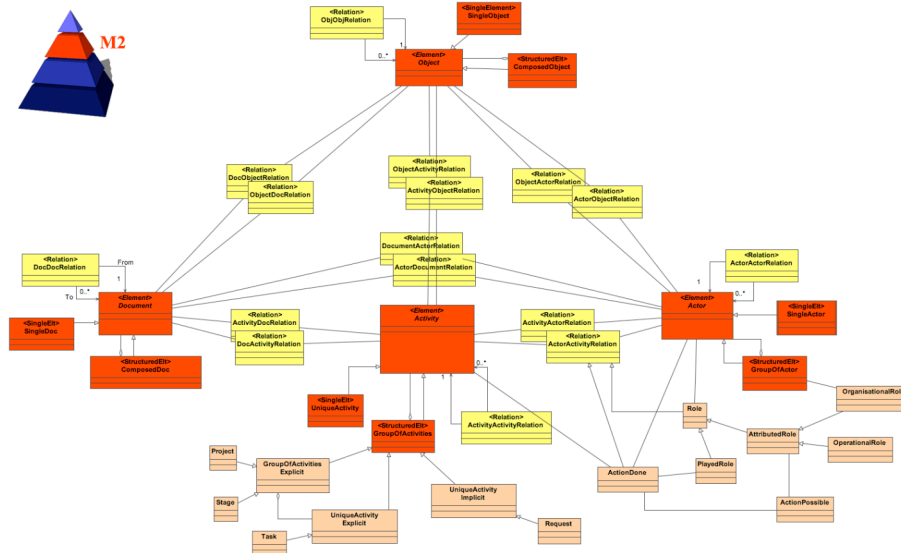 M2
<Relation>
ObjObjRelation
1
0..*
<SingleElement>
SingleObject
<Element>
Object
<StructuredElt>
ComposedObject
<Relation>
DocObjectRelation
<Relation>
ObjectDocRelation
<Relation>
ObjectActivityRelation
<Relation>
ActivityObjectRelation
<Relation>
ObjectActorRelation
<Relation>
ActorObjectRelation
<Relation>
DocumentActorRelation
<Relation>
ActorDocumentRelation
<Relation>
DocDocRelation
From
1
0..*
To
<Relation>
ActorActorRelation
1
0..*
<Element>
Document
<Element>
Activity
<Element>
Actor
<SingleElt>
SingleDoc
<StructuredElt>
ComposedDoc
<Relation>
ActivityDocRelation
<Relation>
DocActivityRelation
<Relation>
ActivityActorRelation
<Relation>
ActorActivityRelation
<SingleElt>
SingleActor
<StructuredElt>
GroupOfActor
0..*
1
<SingleElt>
UniqueActivity
<StructuredElt>
GroupOfActivities
<Relation>
ActivityActivityRelation
OrganisationalRole
Role
AttributedRole
OperationalRole
PlayedRole
ActionDone
ActionPossible
Project
GroupOfActivities
Explicit
Stage
UniqueActivity
Explicit
Task
UniqueActivity
Implicit
Request